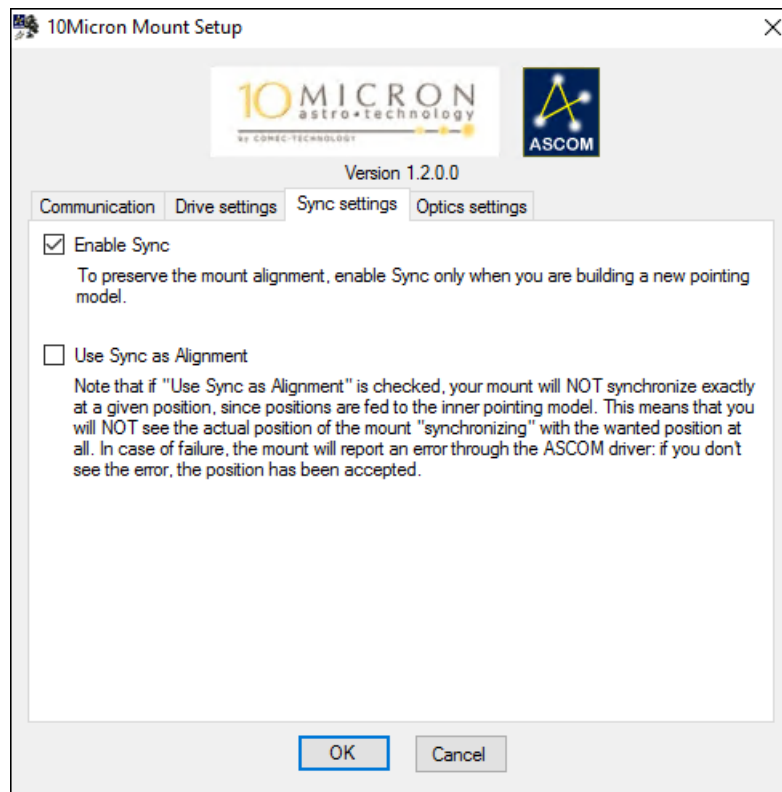 10Micron Mount Setup
10 MICRON
astro•technology
by COMEC-TECHNOLOGY
ASCOM
Version 1.2.0.0
Communication Drive settings Sync settings Optics settings
Enable Sync
To preserve the mount alignment, enable Sync only when you are building a new pointing
model.
Use Sync as Alignment
Note that if "Use Sync as Alignment" is checked, your mount will NOT synchronize exactly
at a given position, since positions are fed to the inner pointing model. This means that you
will NOT see the actual position of the mount "synchronizing" with the wanted position at
all. In case of failure, the mount will report an error through the ASCOM driver: if you don't
see the error, the position has been accepted.
OK Cancel